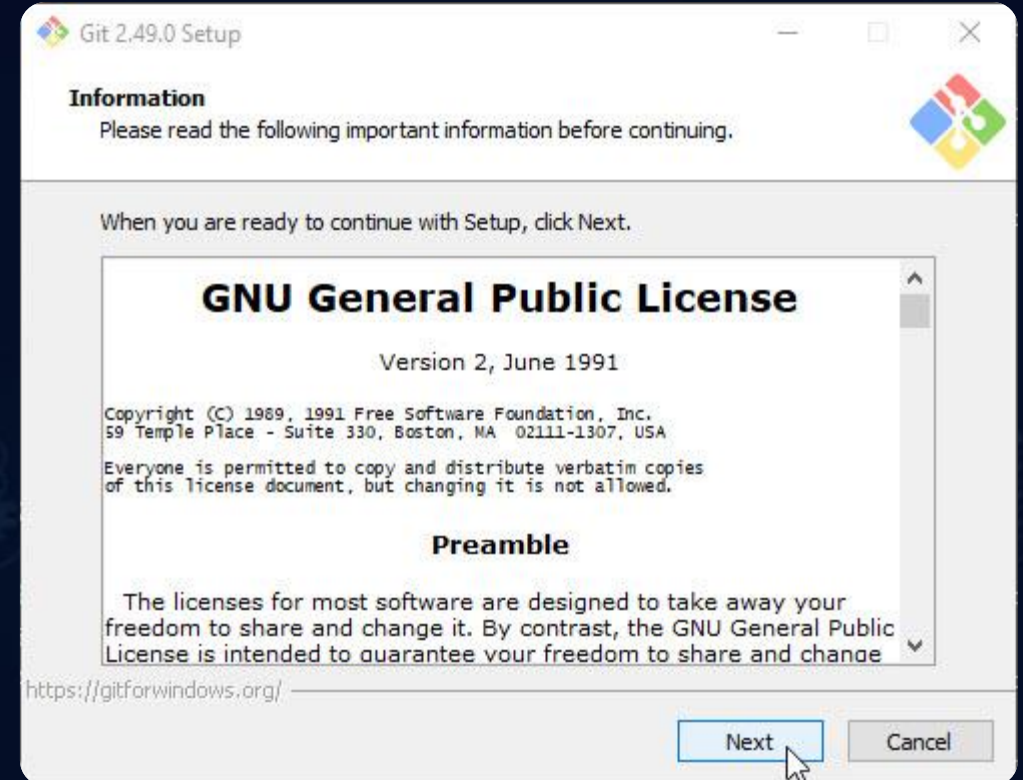 Git 2.49.0 Setup
Information
Please read the following important information before continuing.
When you are ready to continue with Setup, click Next.
GNU General Public License
Version 2, June 1991
Copyright (C) 1989, 1991 Free Software Foundation, Inc.
59 Temple Place - Suite 330, Boston, MA  02111-1307, USA
Everyone is permitted to copy and distribute verbatim copies
of this license document, but changing it is not allowed.
Preamble
The licenses for most software are designed to take away your
freedom to share and change it. By contrast, the GNU General Public
License is intended to guarantee your freedom to share and change
https://gitforwindows.org/
Next
Cancel